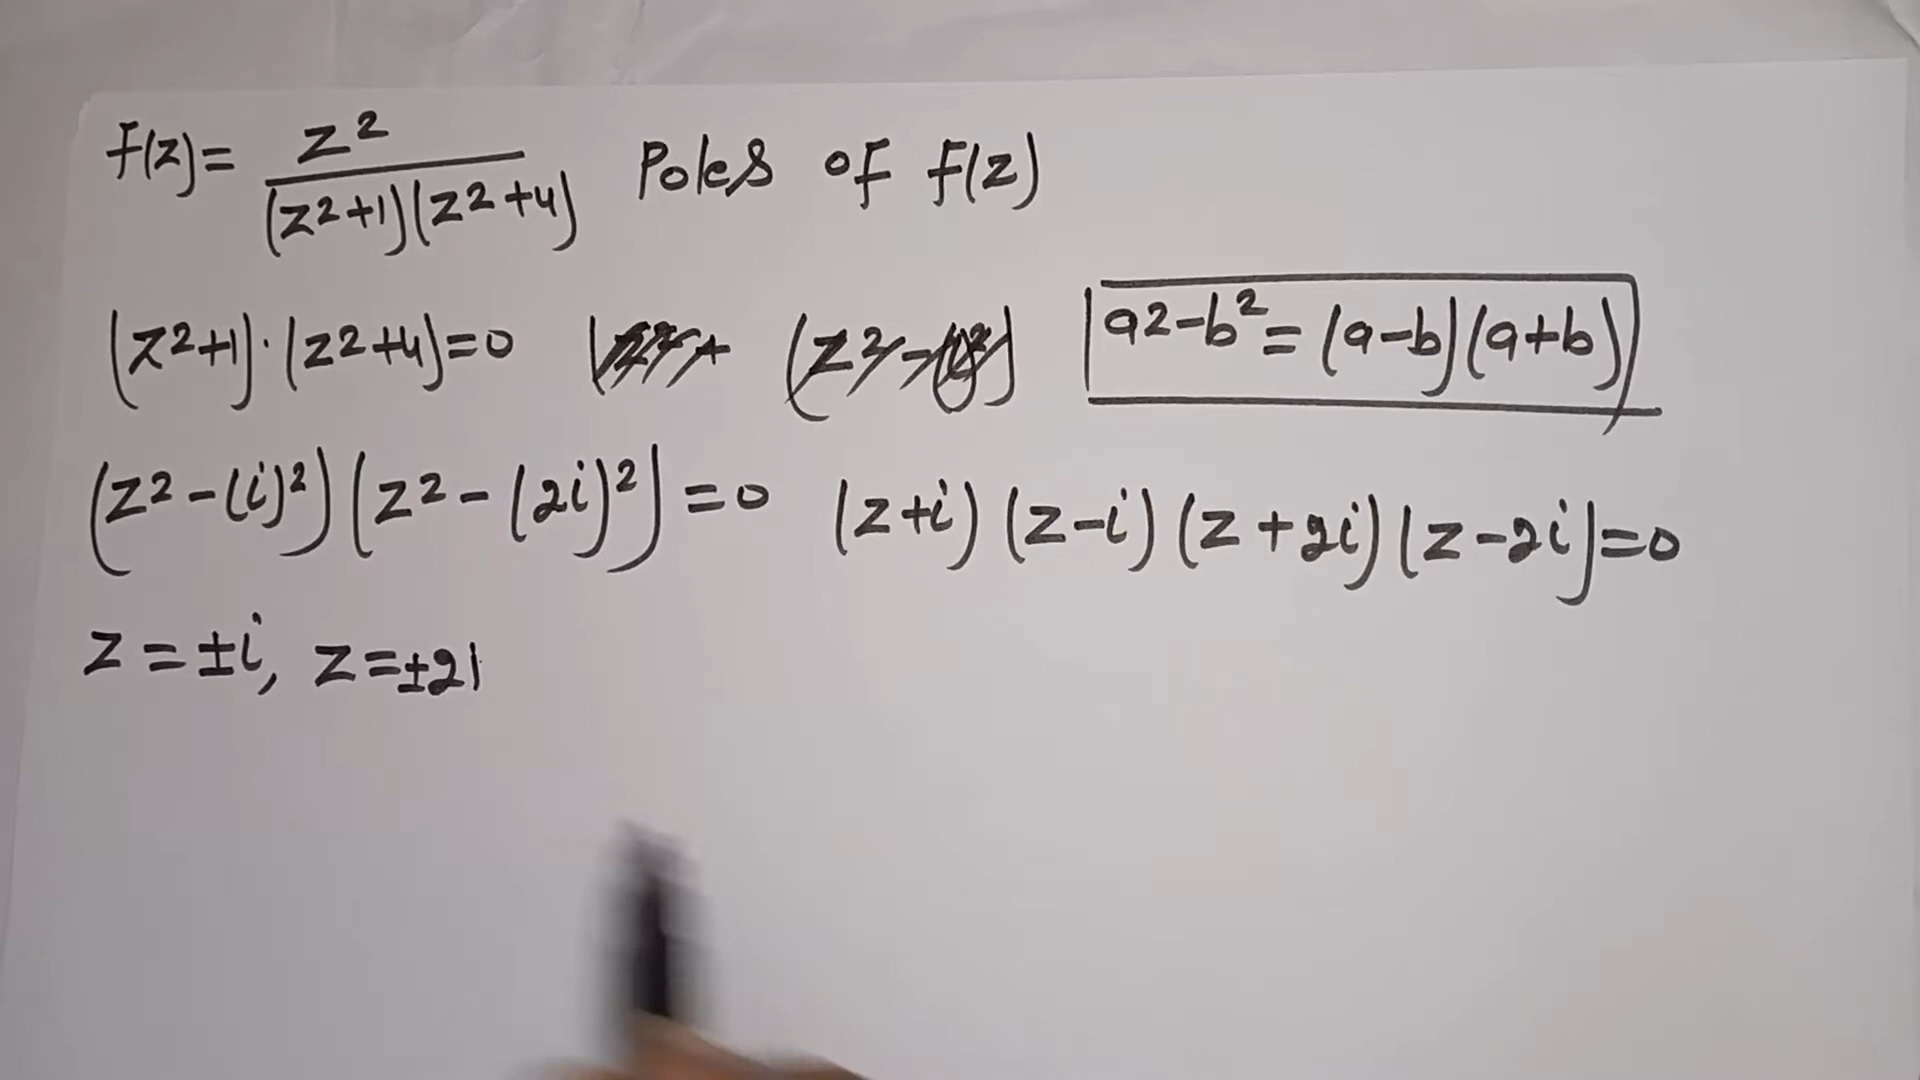 f(z) = z²/((z²+1)(z²+4)) Poles of f(z)
(z²+1)·(z²+4)=0 a2-b²=(a-b)(a+b)
(z²-(i)²)(z²-(2i)²)=0 (z+i)(z-i)(z+2i)(z-2i)=0
z=±i, z=±2i